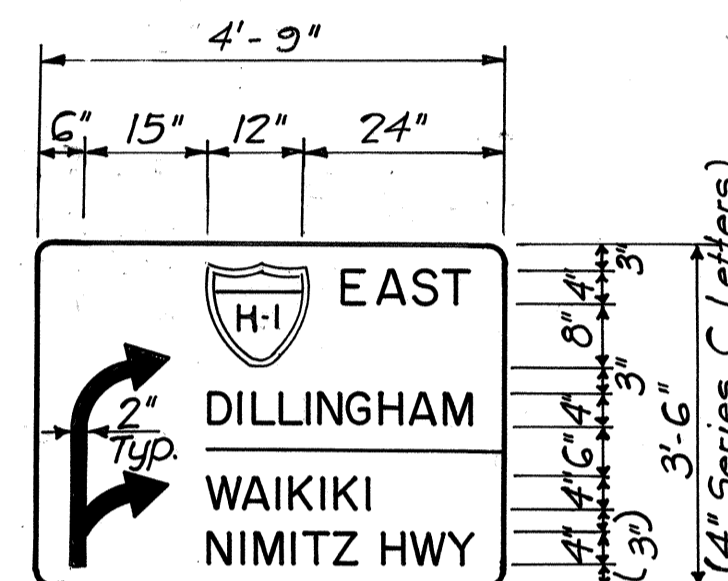 4'-9"
6" 15" 12" 24"
H-1 EAST
DILLINGHAM
WAIKIKI
NIMITZ HWY
2"
Typ.
3"
4"
8"
3"
4"
6"
4"
(3")
4"
3'-6"
(4" Series C Letters)